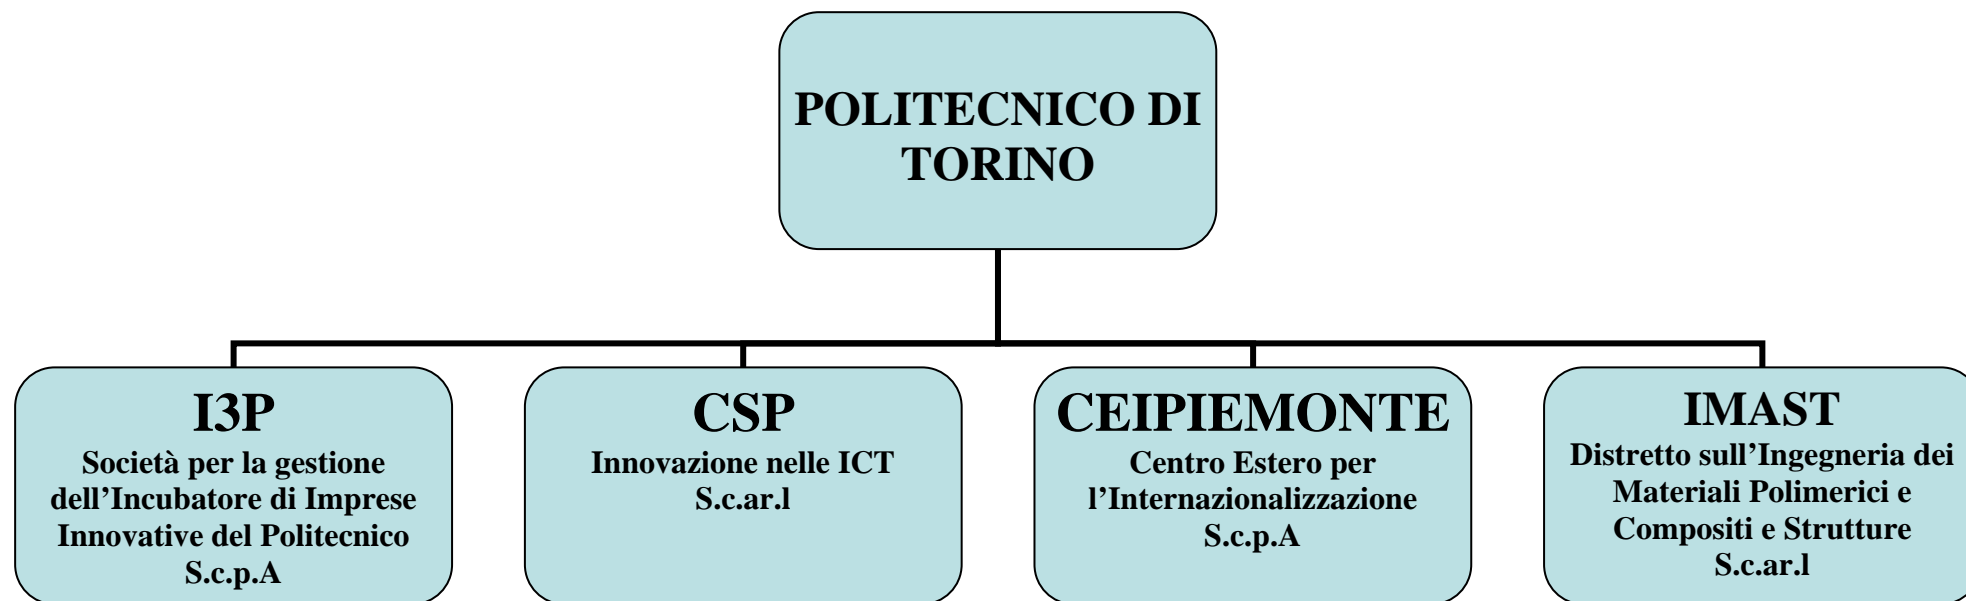 POLITECNICO DI
TORINO
I3P
Società per la gestione
dell’Incubatore di Imprese
Innovative del Politecnico
S.c.p.A
CSP
Innovazione nelle ICT
S.c.ar.l
CEIPIEMONTE
Centro Estero per
l’Internazionalizzazione
S.c.p.A
IMAST
Distretto sull’Ingegneria dei
Materiali Polimerici e
Compositi e Strutture
S.c.ar.l